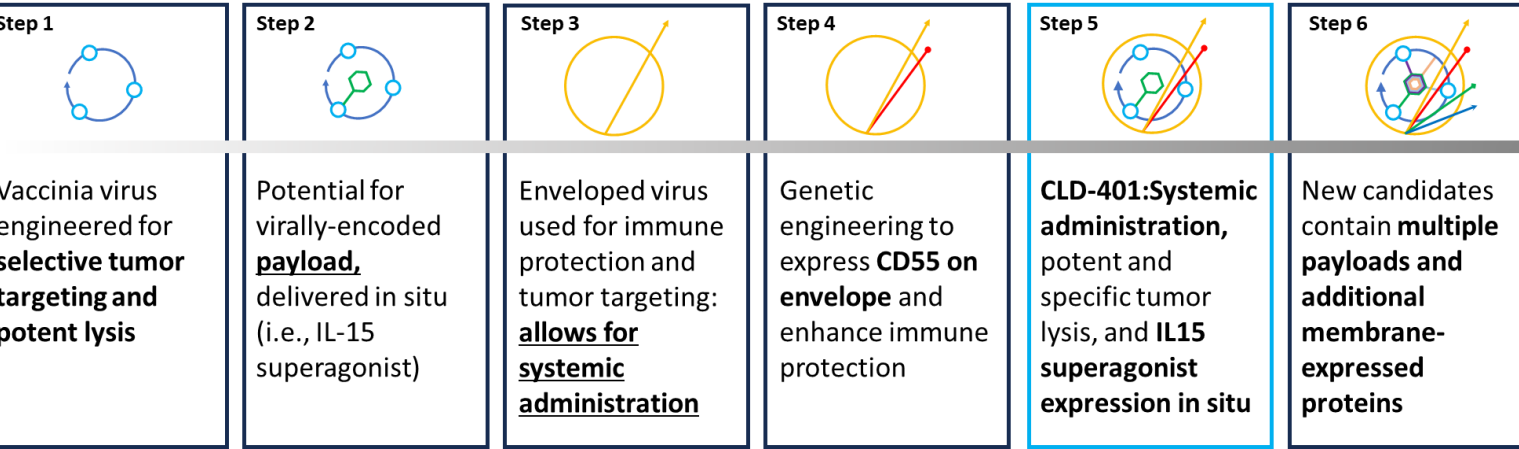 Step 1
Vaccinia virus
engineered for
selective tumor
targeting and
potent lysis
Step 2
Potential for
virally-encoded
payload,
delivered in situ
(i.e., IL-15
superagonist)
Step 3
Enveloped virus
used for immune
protection and
tumor targeting:
allows for
systemic
administration
Step 4
Genetic
engineering to
express CD55 on
envelope and
enhance immune
protection
Step 5
CLD-401:Systemic
administration,
potent and
specific tumor
lysis, and IL15
superagonist
expression in situ
Step 6
New candidates
contain multiple
payloads and
additional
membrane-
expressed
proteins